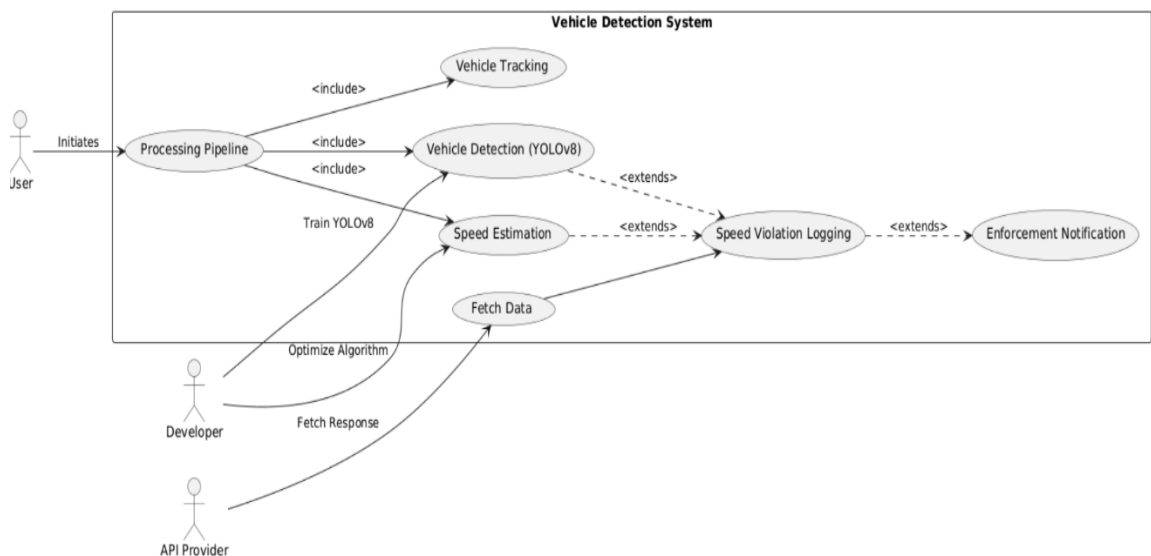 Vehicle Detection System
Vehicle Tracking
<include>
Initiates
Processing Pipeline
<include>
Vehicle Detection (YOLOv8)
<include>
User
<extends>
Train YOLOv8
Speed Estimation
<extends>
Speed Violation Logging
<extends>
Enforcement Notification
Fetch Data
Optimize Algorithm
Developer
Fetch Response
API Provider